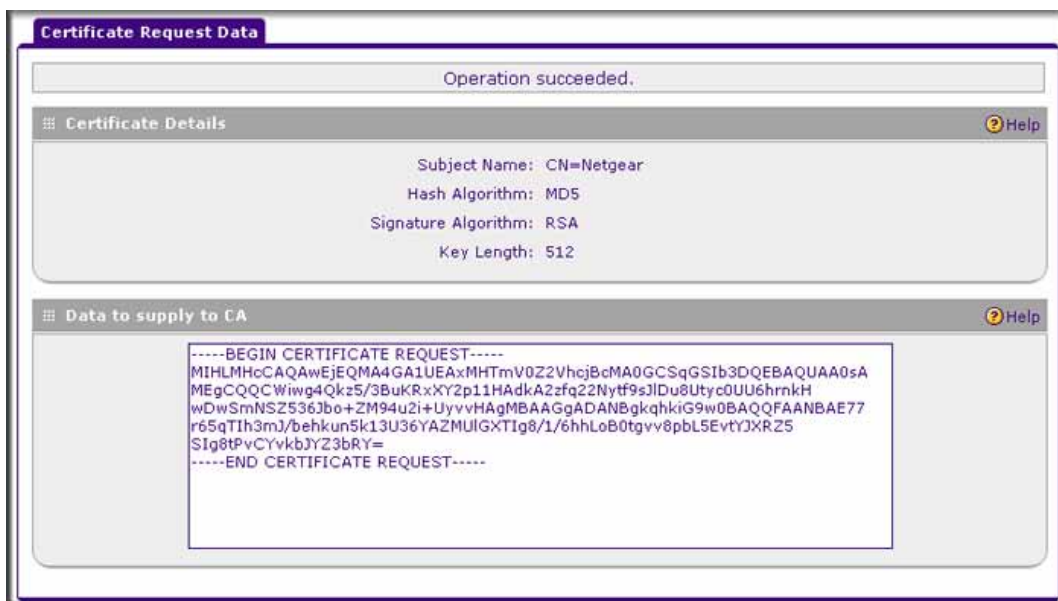 Certificate Request Data
Operation succeeded.
Certificate Details
Help
Subject Name: CN=Netgear
Hash Algorithm: MD5
Signature Algorithm: RSA
Key Length: 512
Data to supply to CA
Help
-----BEGIN CERTIFICATE REQUEST-----
MIHLMHcCAQAwEjEQMA4GA1UEAxMHTmV0Z2VhcjBcMA0GCSqGSIb3DQEBAQUAA0sA
MEgCQQCWiwg4Qkz5/3BuKRxXY2p11HAdkA2zfq22Nytf9sJlDu8Utyc0UU6hrnkH
wDwSmNSZ536Jbo+ZM94u2i+UyvvHAgMBAAGgADANBgkqhkiG9w0BAQQFAANBAE77
r65qTIh3mJ/behkun5k13U36YAZMUlGXTIg8/1/6hhLoB0tgvv8pbL5EvtYJXRZ5
SIg8tPvCYvkbJYZ3bRY=
-----END CERTIFICATE REQUEST-----